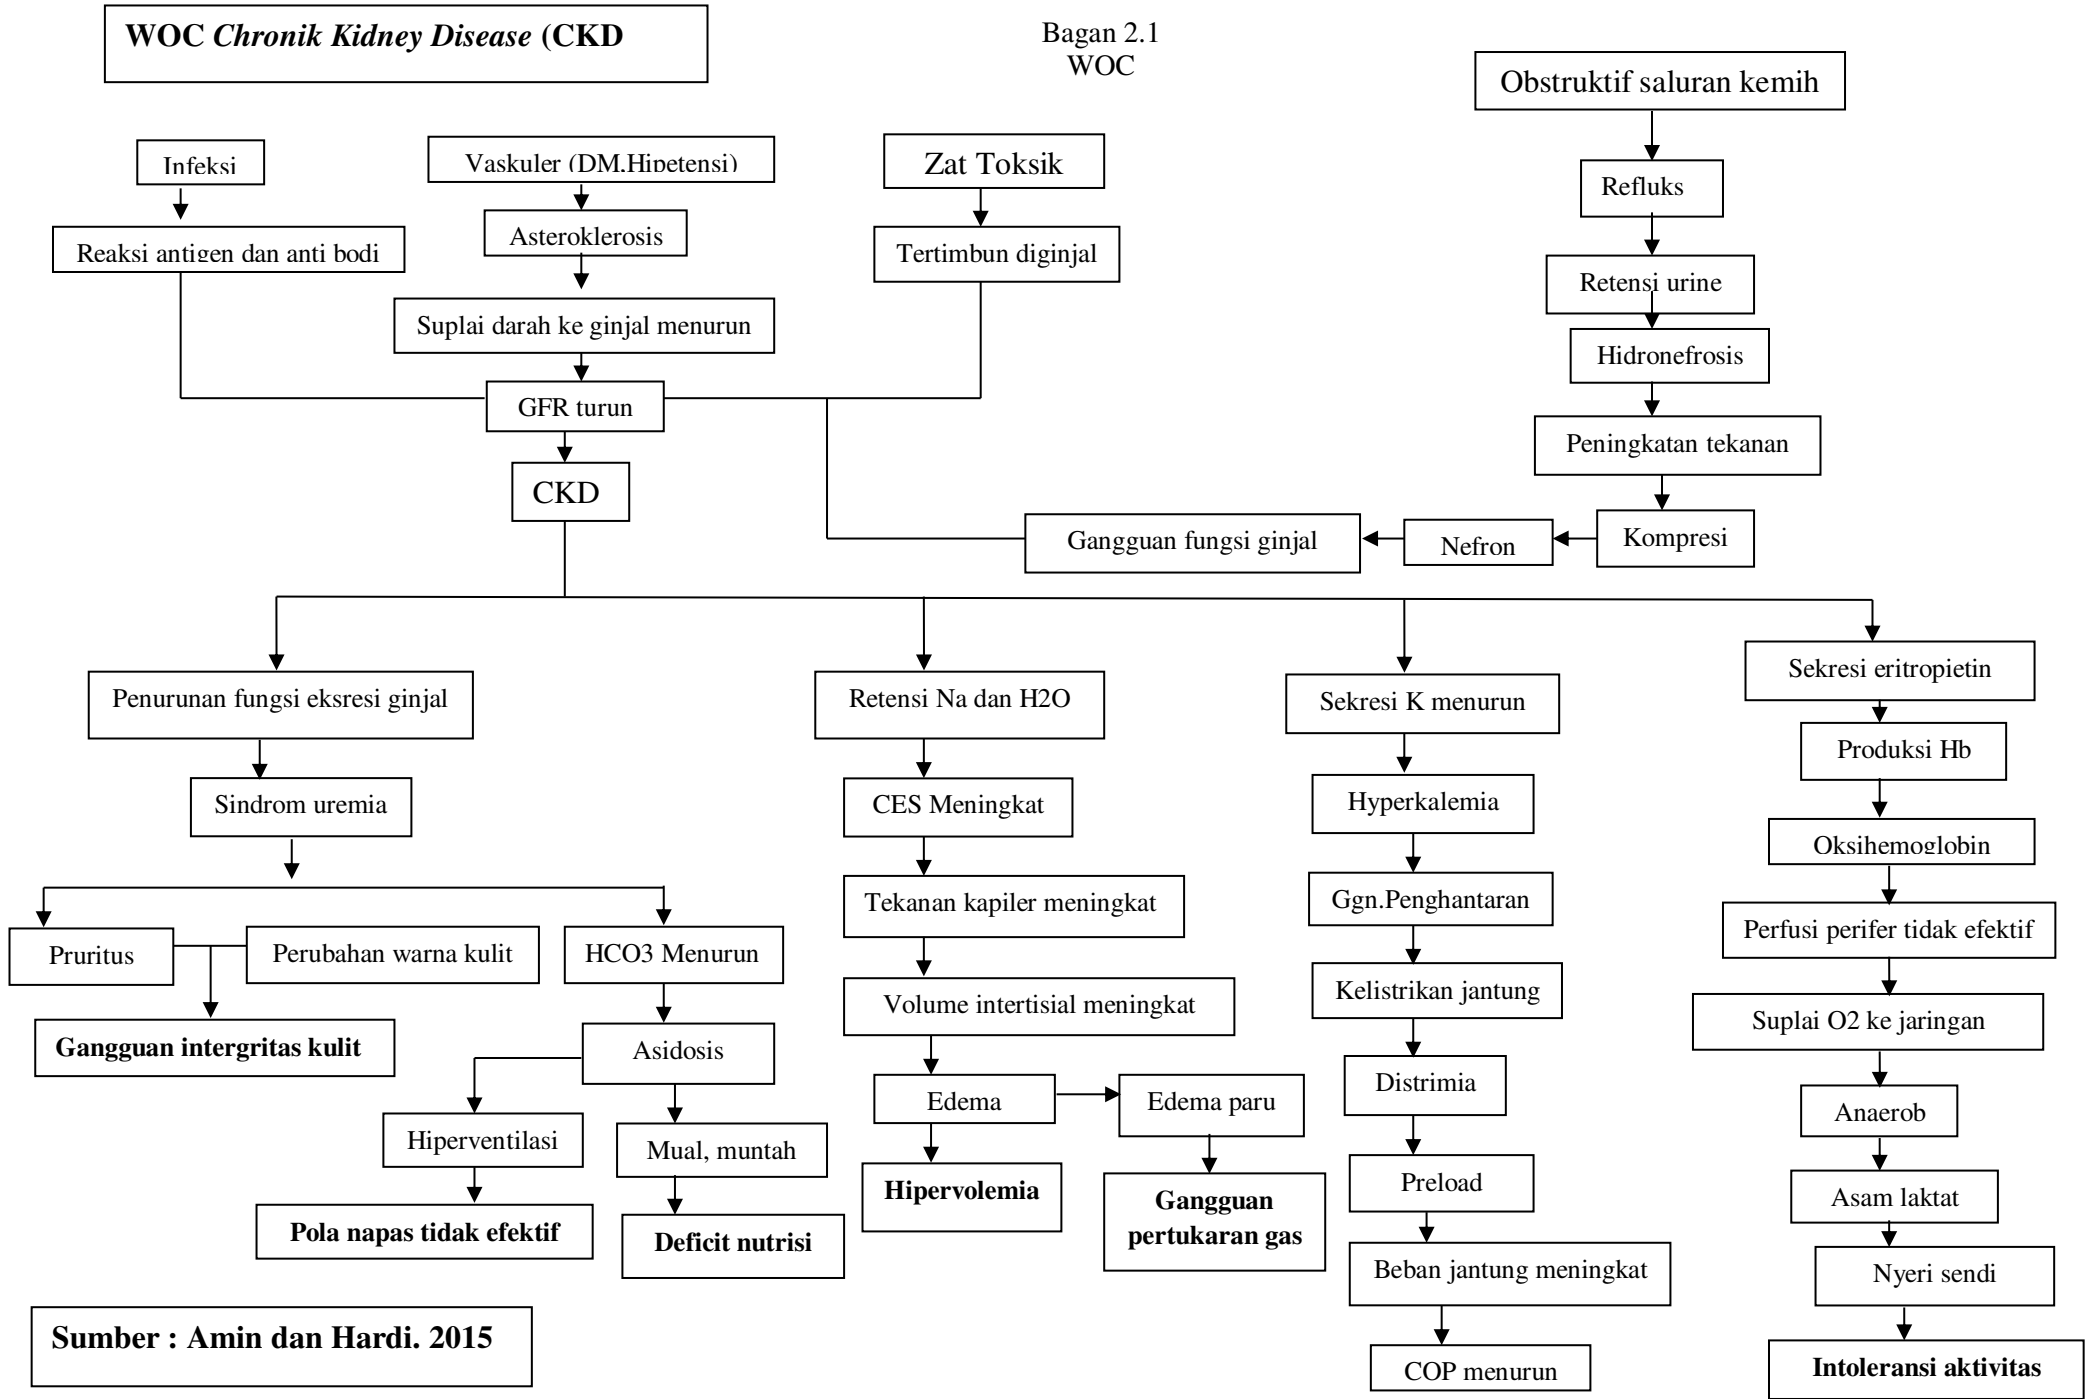 WOC Chronik Kidney Disease (CKD
Bagan 2.1
WOC
Obstruktif saluran kemih
Infeksi
Vaskuler (DM,Hipetensi)
Zat Toksik
Refluks
Reaksi antigen dan anti bodi
Asteroklerosis
Tertimbun diginjal
Retensi urine
Suplai darah ke ginjal menurun
Hidronefrosis
GFR turun
Peningkatan tekanan
CKD
Gangguan fungsi ginjal
Nefron
Kompresi
Penurunan fungsi eksresi ginjal
Retensi Na dan H2O
Sekresi K menurun
Sekresi eritropietin
Produksi Hb
Sindrom uremia
CES Meningkat
Hyperkalemia
Oksihemoglobin
Tekanan kapiler meningkat
Ggn.Penghantaran
Perfusi perifer tidak efektif
Pruritus
Perubahan warna kulit
HCO3 Menurun
Volume intertisial meningkat
Kelistrikan jantung
Suplai O2 ke jaringan
Gangguan intergritas kulit
Asidosis
Edema
Edema paru
Distrimia
Anaerob
Hiperventilasi
Mual, muntah
Hipervolemia
Gangguan
pertukaran gas
Preload
Asam laktat
Pola napas tidak efektif
Deficit nutrisi
Beban jantung meningkat
Nyeri sendi
Sumber : Amin dan Hardi. 2015
COP menurun
Intoleransi aktivitas